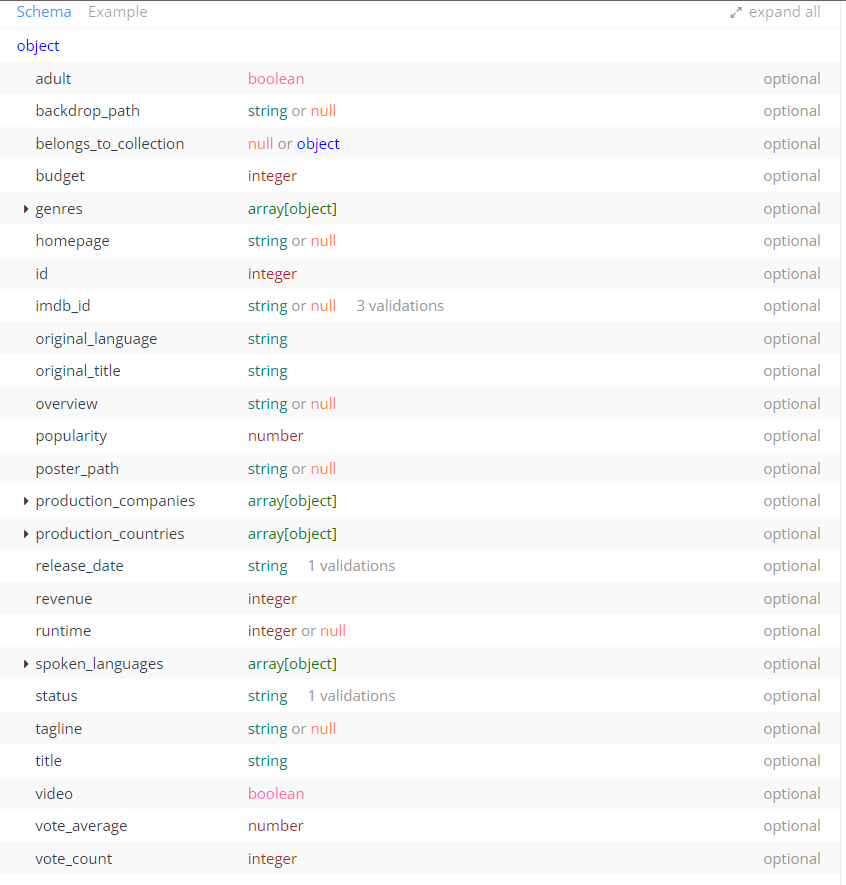 Schema Example expand all
object
adult boolean optional
backdrop_path string or null optional
belongs_to_collection null or object optional
budget integer optional
genres array[object] optional
homepage string or null optional
id integer optional
imdb_id string or null 3 validations optional
original_language string optional
original_title string optional
overview string or null optional
popularity number optional
poster_path string or null optional
production_companies array[object] optional
production_countries array[object] optional
release_date string 1 validations optional
revenue integer optional
runtime integer or null optional
spoken_languages array[object] optional
status string 1 validations optional
tagline string or null optional
title string optional
video boolean optional
vote_average number optional
vote_count integer optional